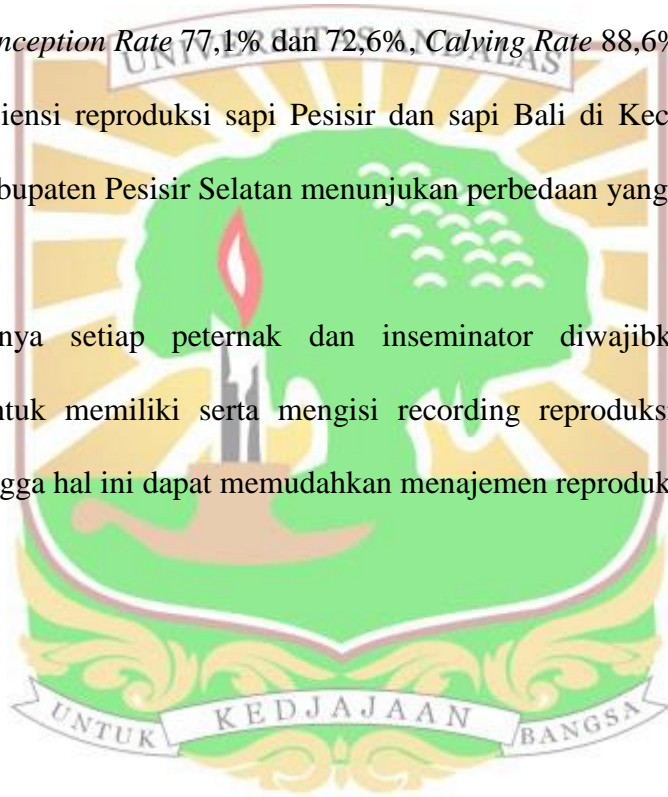 nception Rate 77,1% dan 72,6%, Calving Rate 88,6%
UNIVERSITAS ANDALAS
iensi reproduksi sapi Pesisir dan sapi Bali di Kec
bupaten Pesisir Selatan menunjukan perbedaan yang
nya setiap peternak dan inseminator diwajibk
ntuk memiliki serta mengisi recording reproduks
gga hal ini dapat memudahkan menajemen reproduk
UNTUK KEDJAJAAN BANGSA